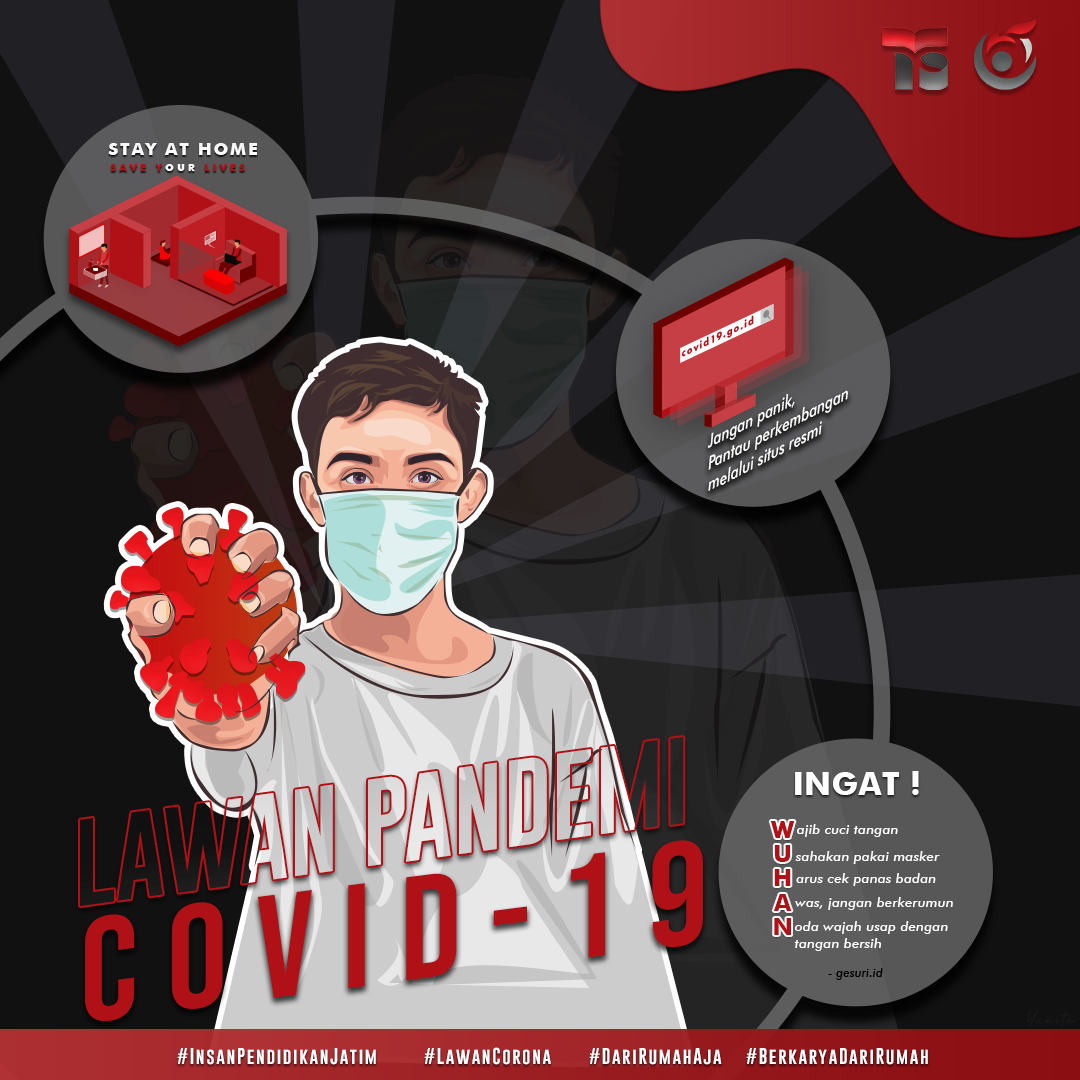 STAY AT HOME
SAVE YOUR LIVES
covid19.go.id
Jangan panik,
Pantau perkembangan
melalui situs resmi
LAWAN PANDEMI
COVID-19
INGAT !
Wajib cuci tangan
Usahakan pakai masker
Harus cek panas badan
Awas, jangan berkerumun
Noda wajah usap dengan
tangan bersih
- gesuri.id
#InsanPendidikanJatim #LawanCorona #DariRumahAja #BerkaryaDariRumah